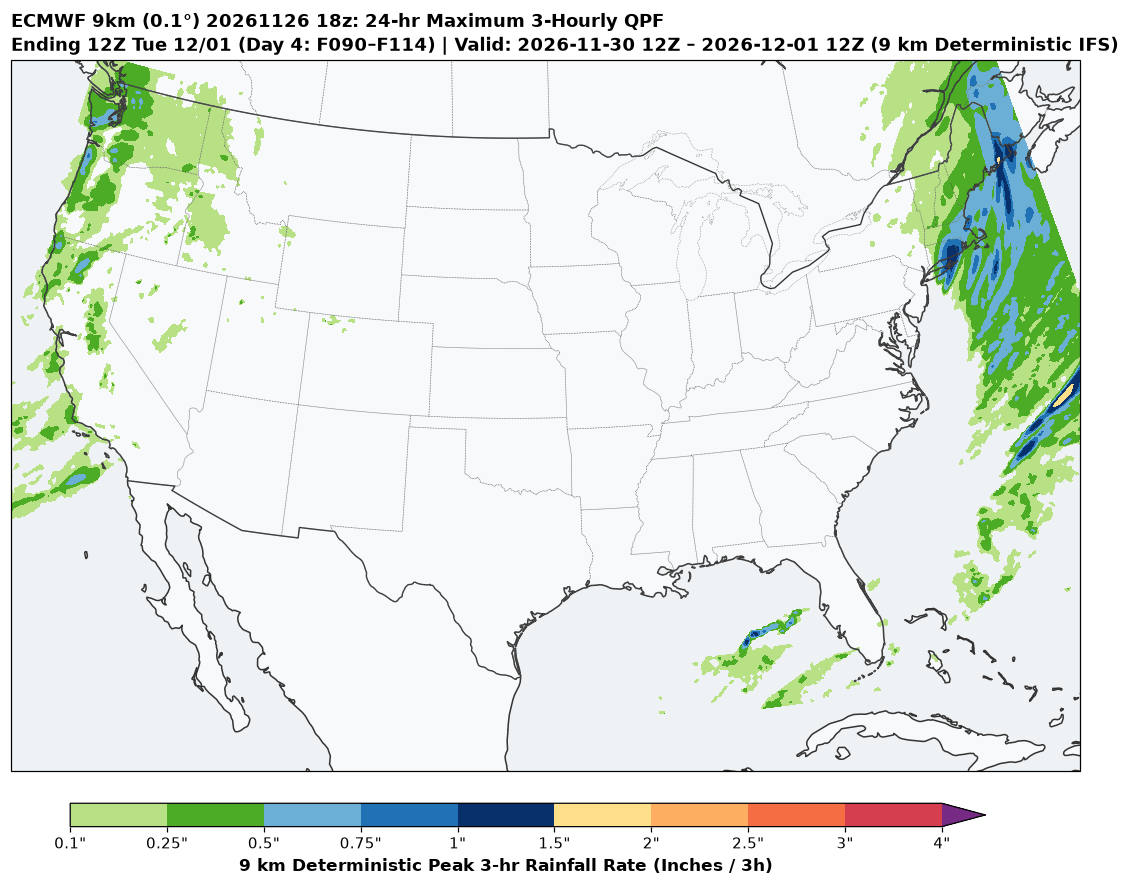 ECMWF 9km (0.1°) 20261126 18z: 24-hr Maximum 3-Hourly QPF
Ending 12Z Tue 12/01 (Day 4: F090–F114) | Valid: 2026-11-30 12Z – 2026-12-01 12Z (9 km Deterministic IFS)
0.1" 0.25" 0.5" 0.75" 1" 1.5" 2" 2.5" 3" 4"
9 km Deterministic Peak 3-hr Rainfall Rate (Inches / 3h)